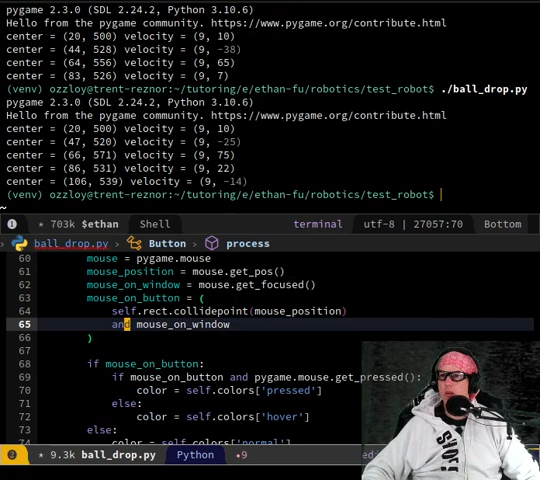 pygame 2.3.0 (SDL 2.24.2, Python 3.10.6)
Hello from the pygame community. https://www.pygame.org/contribute.html
center = (20, 500) velocity = (9, 10)
center = (44, 528) velocity = (9, -38)
center = (64, 556) velocity = (9, 65)
center = (83, 526) velocity = (9, 7)
(venv) ozzloy@trent-reznor:~/tutoring/e/ethan-fu/robotics/test_robot$ ./ball_drop.py
pygame 2.3.0 (SDL 2.24.2, Python 3.10.6)
Hello from the pygame community. https://www.pygame.org/contribute.html
center = (20, 500) velocity = (9, 10)
center = (47, 520) velocity = (9, -25)
center = (66, 571) velocity = (9, 75)
center = (86, 531) velocity = (9, 22)
center = (106, 539) velocity = (9, -14)
(venv) ozzloy@trent-reznor:~/tutoring/e/ethan-fu/robotics/test_robot$
~
1 * 703k $ethan Shell terminal | utf-8 | 27057:70 Bottom
ball_drop.py > Button > process
60 mouse = pygame.mouse
61 mouse_position = mouse.get_pos()
62 mouse_on_window = mouse.get_focused()
63 mouse_on_button = (
64 self.rect.collidepoint(mouse_position)
65 and mouse_on_window
66 )
67
68 if mouse_on_button:
69 if mouse_on_button and pygame.mouse.get_pressed():
70 color = self.colors['pressed']
71 else:
72 color = self.colors['hover']
73 else:
74 color = self.colors['normal']
2 * 9.3k ball_drop.py Python •9